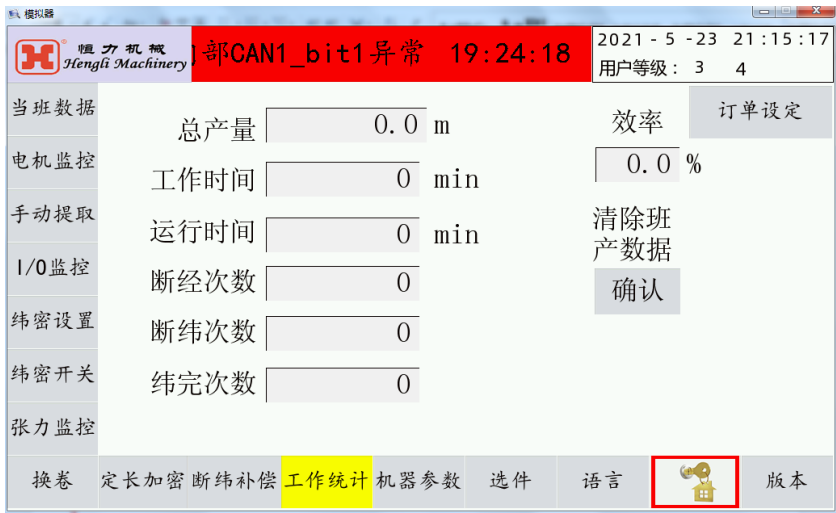 模拟器
恒力机械
Hengli Machinery
部CAN1_bit1异常 19:24:18
2021-5-23 21:15:17
用户等级: 3 4
当班数据
电机监控
手动提取
I/O监控
纬密设置
纬密开关
张力监控
总产量 0.0 m
工作时间 0 min
运行时间 0 min
断经次数 0
断纬次数 0
纬完次数 0
效率
0.0 %
清除班
产数据
确认
订单设定
换卷 定长加密 断纬补偿 工作统计 机器参数 选件 语言 版本